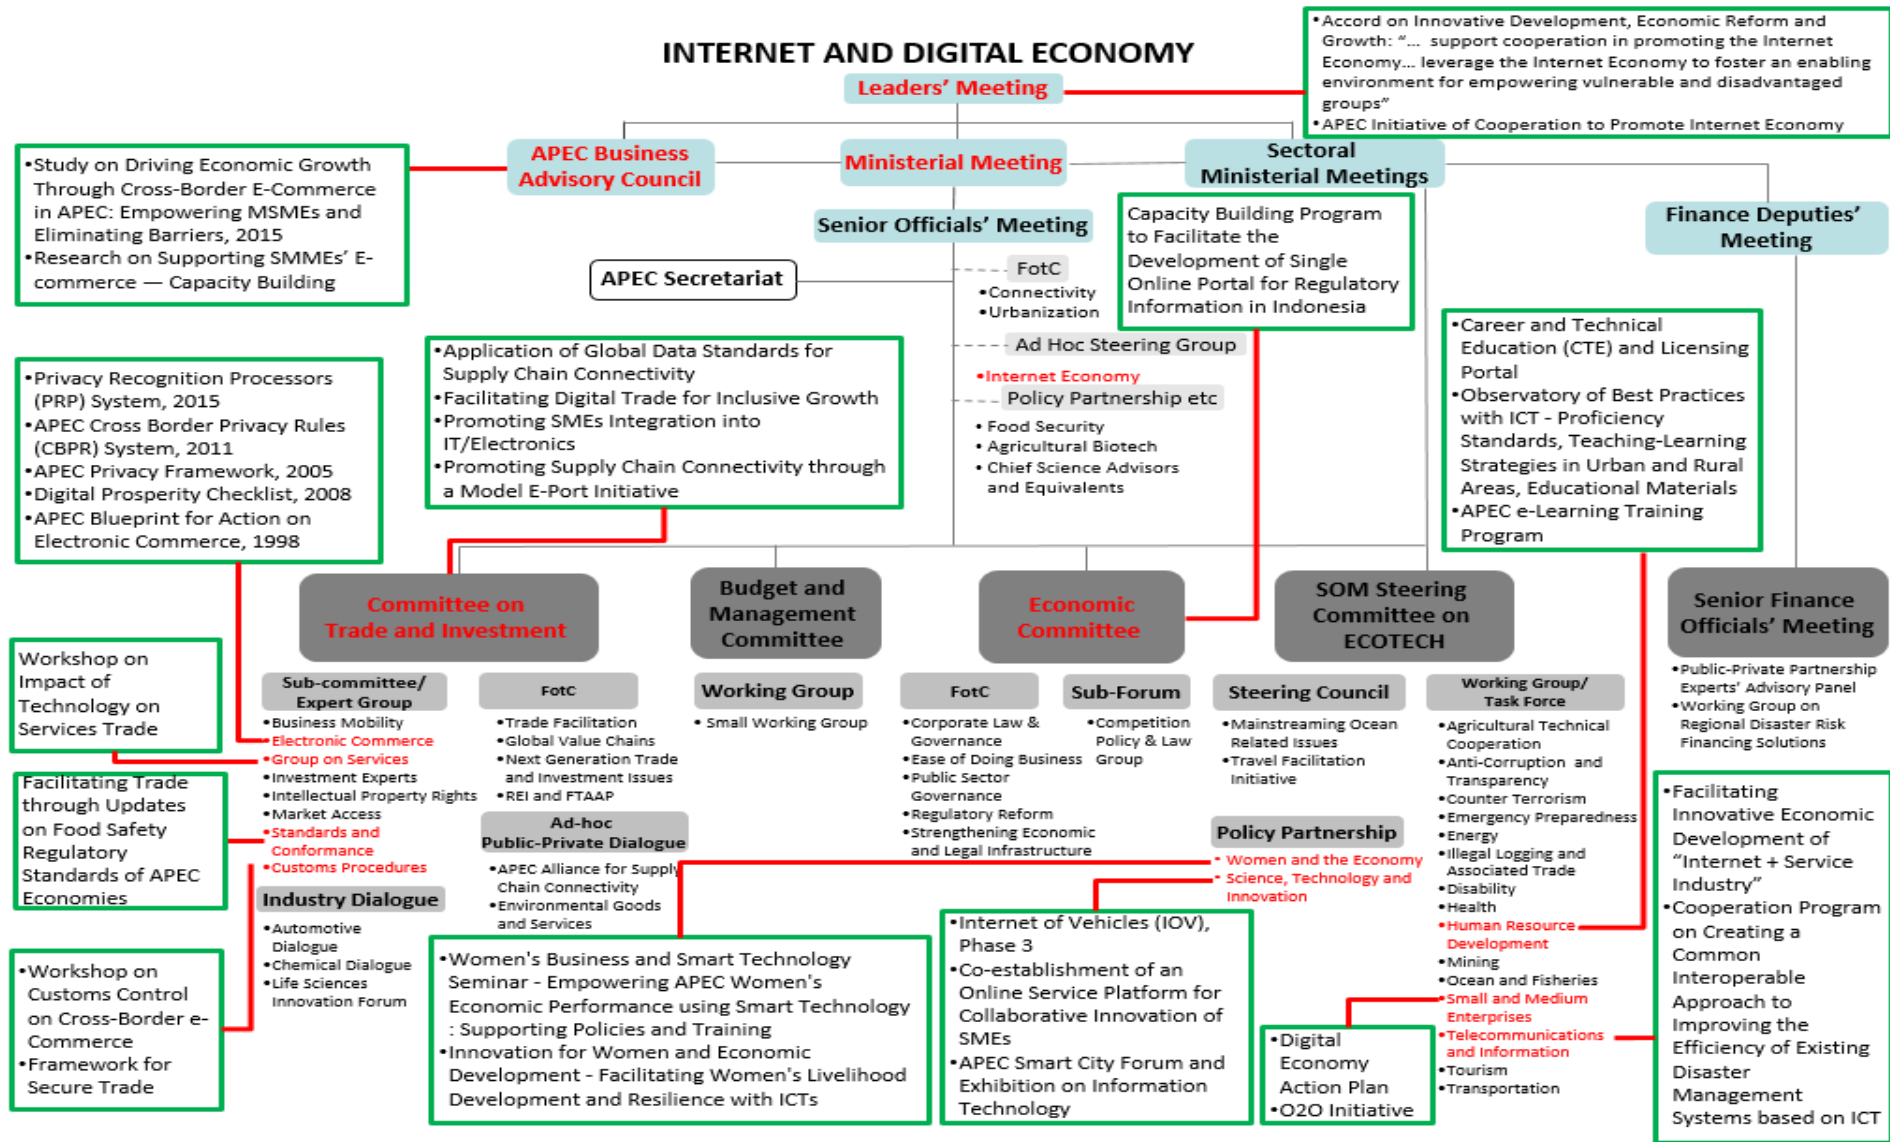 INTERNET AND DIGITAL ECONOMY
•Accord on Innovative Development, Economic Reform and
Growth: “… support cooperation in promoting the Internet
Economy… leverage the Internet Economy to foster an enabling
environment for empowering vulnerable and disadvantaged
groups”
•APEC Initiative of Cooperation to Promote Internet Economy
Leaders’ Meeting
•Study on Driving Economic Growth
Through Cross-Border E-Commerce
in APEC: Empowering MSMEs and
Eliminating Barriers, 2015
•Research on Supporting SMMEs’ E-
commerce — Capacity Building
APEC Business
Advisory Council
Ministerial Meeting
Sectoral
Ministerial Meetings
Senior Officials’ Meeting
Finance Deputies’
Meeting
APEC Secretariat
FotC
•Connectivity
•Urbanization
Ad Hoc Steering Group
•Internet Economy
Policy Partnership etc
• Food Security
• Agricultural Biotech
• Chief Science Advisors
and Equivalents
Capacity Building Program
to Facilitate the
Development of Single
Online Portal for Regulatory
Information in Indonesia
•Career and Technical
Education (CTE) and Licensing
Portal
•Observatory of Best Practices
with ICT - Proficiency
Standards, Teaching-Learning
Strategies in Urban and Rural
Areas, Educational Materials
•APEC e-Learning Training
Program
•Privacy Recognition Processors
(PRP) System, 2015
•APEC Cross Border Privacy Rules
(CBPR) System, 2011
•APEC Privacy Framework, 2005
•Digital Prosperity Checklist, 2008
•APEC Blueprint for Action on
Electronic Commerce, 1998
•Application of Global Data Standards for
Supply Chain Connectivity
•Facilitating Digital Trade for Inclusive Growth
•Promoting SMEs Integration into
IT/Electronics
•Promoting Supply Chain Connectivity through
a Model E-Port Initiative
Committee on
Trade and Investment
Budget and
Management
Committee
Economic
Committee
SOM Steering
Committee on
ECOTECH
Senior Finance
Officials’ Meeting
•Public-Private Partnership
Experts’ Advisory Panel
•Working Group on
Regional Disaster Risk
Financing Solutions
Workshop on
Impact of
Technology on
Services Trade
Facilitating Trade
through Updates
on Food Safety
Regulatory
Standards of APEC
Economies
•Workshop on
Customs Control
on Cross-Border e-
Commerce
•Framework for
Secure Trade
Sub-committee/
Expert Group
•Business Mobility
•Electronic Commerce
•Group on Services
•Investment Experts
•Intellectual Property Rights
•Market Access
•Standards and
Conformance
•Customs Procedures
Industry Dialogue
•Automotive
Dialogue
•Chemical Dialogue
•Life Sciences
Innovation Forum
FotC
•Trade Facilitation
•Global Value Chains
•Next Generation Trade
and Investment Issues
•REI and FTAAP
Ad-hoc
Public-Private Dialogue
•APEC Alliance for Supply
Chain Connectivity
•Environmental Goods
and Services
Working Group
• Small Working Group
FotC
•Corporate Law &
Governance
•Ease of Doing Business
•Public Sector
Governance
•Regulatory Reform
•Strengthening Economic
and Legal Infrastructure
Sub-Forum
•Competition
Policy & Law
Group
Steering Council
•Mainstreaming Ocean
Related Issues
•Travel Facilitation
Initiative
Policy Partnership
• Women and the Economy
• Science, Technology and
Innovation
Working Group/
Task Force
•Agricultural Technical
Cooperation
•Anti-Corruption and
Transparency
•Counter Terrorism
•Emergency Preparedness
•Energy
•Illegal Logging and
Associated Trade
•Disability
•Health
•Human Resource
Development
•Mining
•Ocean and Fisheries
•Small and Medium
Enterprises
•Telecommunications
and Information
•Tourism
•Transportation
•Women's Business and Smart Technology
Seminar - Empowering APEC Women's
Economic Performance using Smart Technology
: Supporting Policies and Training
•Innovation for Women and Economic
Development - Facilitating Women's Livelihood
Development and Resilience with ICTs
•Internet of Vehicles (IOV),
Phase 3
•Co-establishment of an
Online Service Platform for
Collaborative Innovation of
SMEs
•APEC Smart City Forum and
Exhibition on Information
Technology
•Digital
Economy
Action Plan
•O2O Initiative
•Facilitating
Innovative Economic
Development of
“Internet + Service
Industry”
•Cooperation Program
on Creating a
Common
Interoperable
Approach to
Improving the
Efficiency of Existing
Disaster
Management
Systems based on ICT